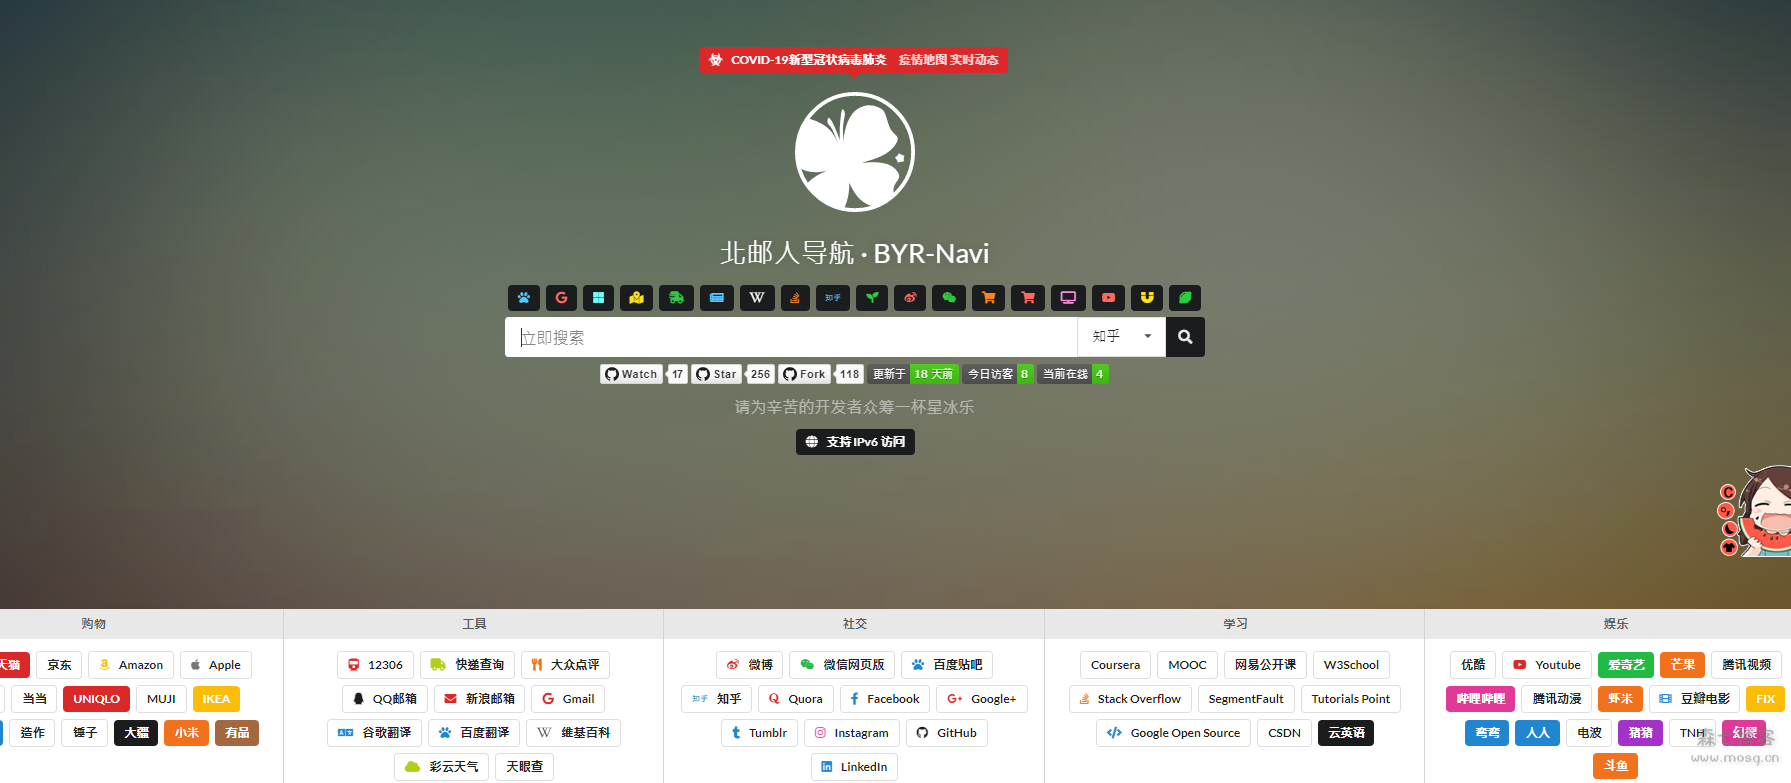 COVID-19新型冠状病毒肺炎 疫情地图 实时动态
北邮人导航 · BYR-Navi
知乎
立即搜索 知乎
Watch 17 Star 256 Fork 118 更新于 18 天前 今日访客 8 当前在线 4
请为辛苦的开发者众筹一杯星冰乐
支持 IPv6 访问
购物
天猫 京东 Amazon Apple
当当 UNIQLO MUJI IKEA
造作 锤子 大疆 小米 有品
工具
12306 快递查询 大众点评
QQ邮箱 新浪邮箱 Gmail
谷歌翻译 百度翻译 维基百科
彩云天气 天眼查
社交
微博 微信网页版 百度贴吧
知乎 知乎 Quora Facebook Google+
Tumblr Instagram GitHub
LinkedIn
学习
Coursera MOOC 网易公开课 W3School
Stack Overflow SegmentFault Tutorials Point
Google Open Source CSDN 云英语
娱乐
优酷 Youtube 爱奇艺 芒果 腾讯视频
哔哩哔哩 腾讯动漫 虾米 豆瓣电影 FIX
弯弯 人人 电波 猪猪 TNH
斗鱼
www.mosq.cn